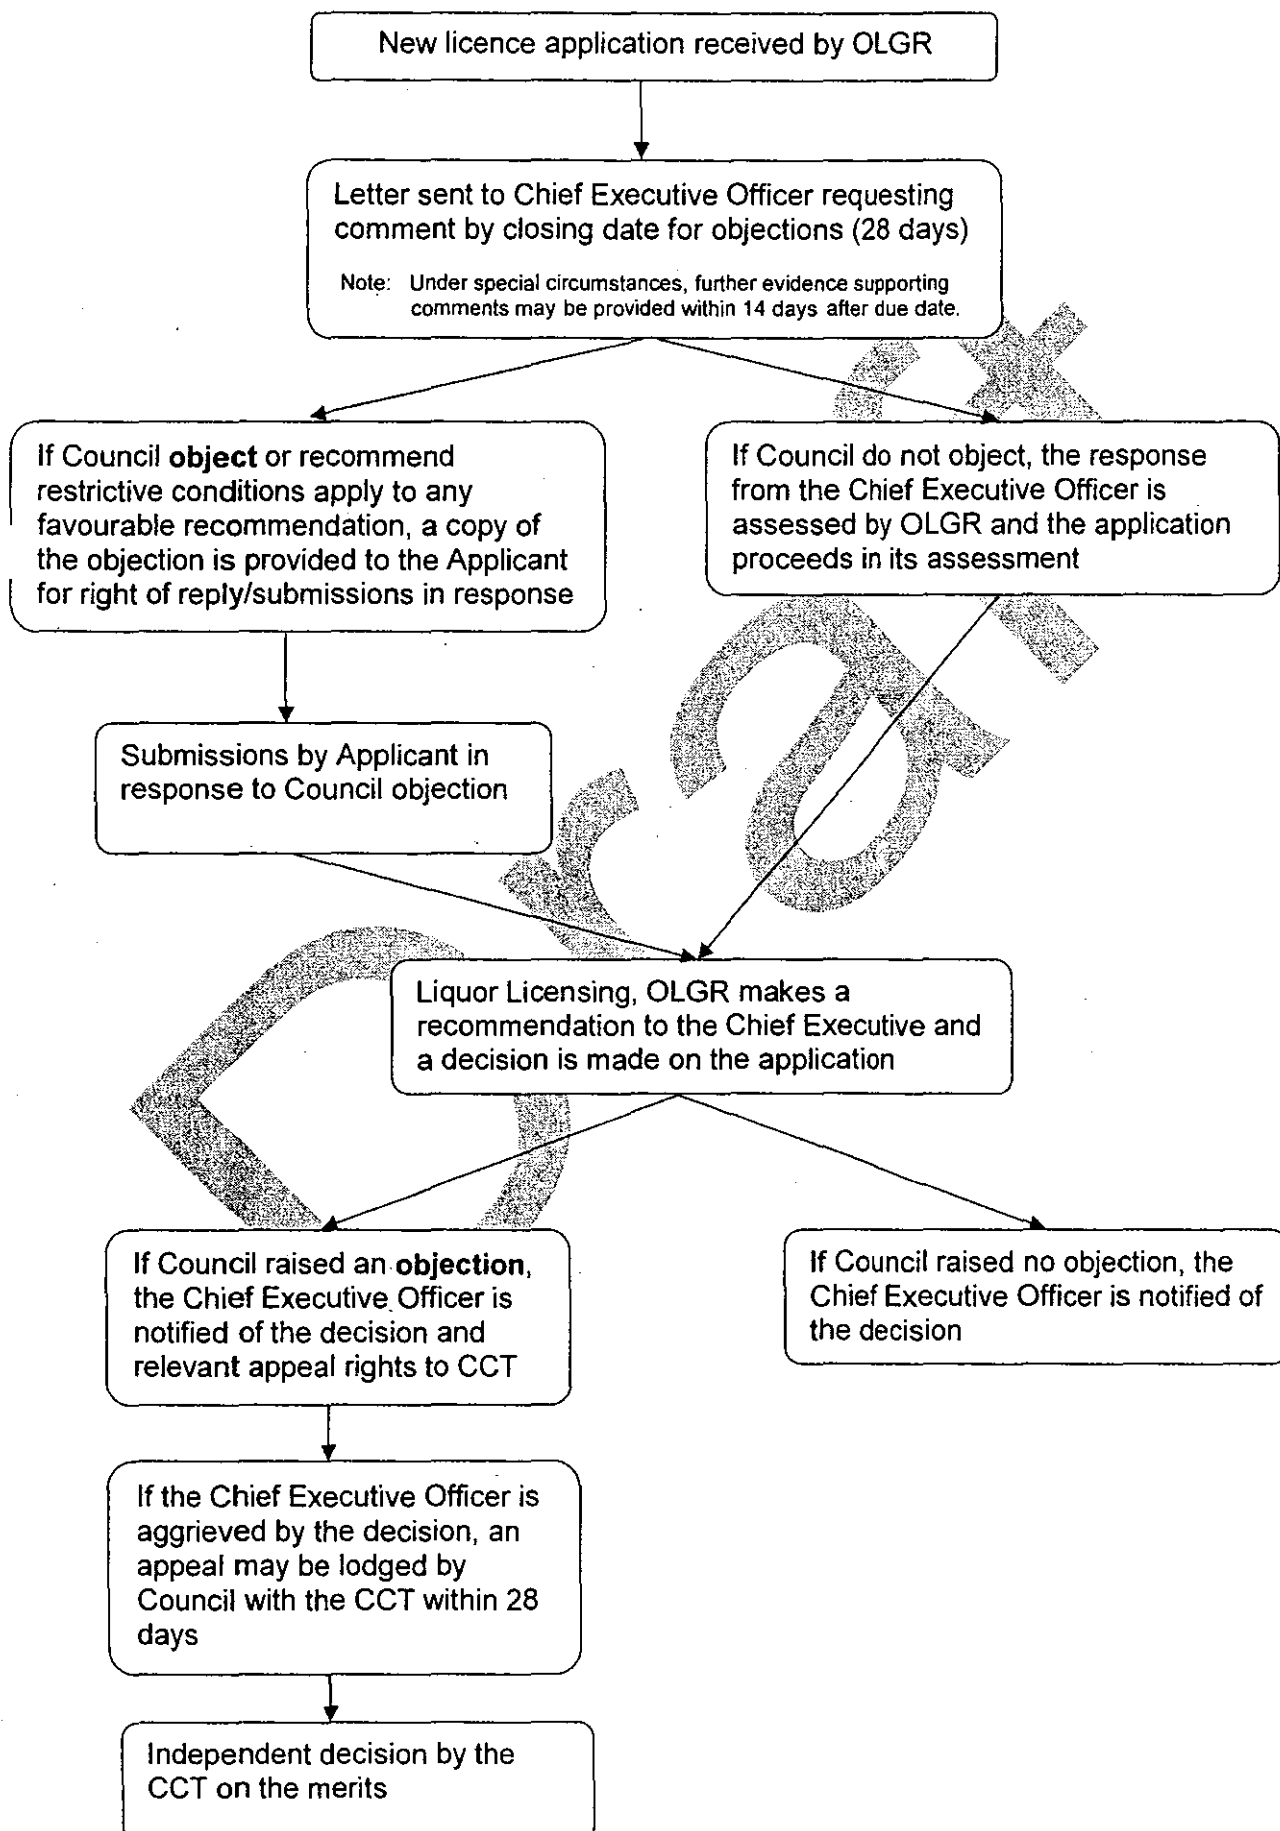 New licence application received by OLGR
Letter sent to Chief Executive Officer requesting
comment by closing date for objections (28 days)
Note: Under special circumstances, further evidence supporting
comments may be provided within 14 days after due date.
If Council object or recommend
restrictive conditions apply to any
favourable recommendation, a copy of
the objection is provided to the Applicant
for right of reply/submissions in response
If Council do not object, the response
from the Chief Executive Officer is
assessed by OLGR and the application
proceeds in its assessment
Submissions by Applicant in
response to Council objection
Liquor Licensing, OLGR makes a
recommendation to the Chief Executive and
a decision is made on the application
If Council raised an objection,
the Chief Executive Officer is
notified of the decision and
relevant appeal rights to CCT
If Council raised no objection, the
Chief Executive Officer is notified of
the decision
If the Chief Executive Officer is
aggrieved by the decision, an
appeal may be lodged by
Council with the CCT within 28
days
Independent decision by the
CCT on the merits
Draft